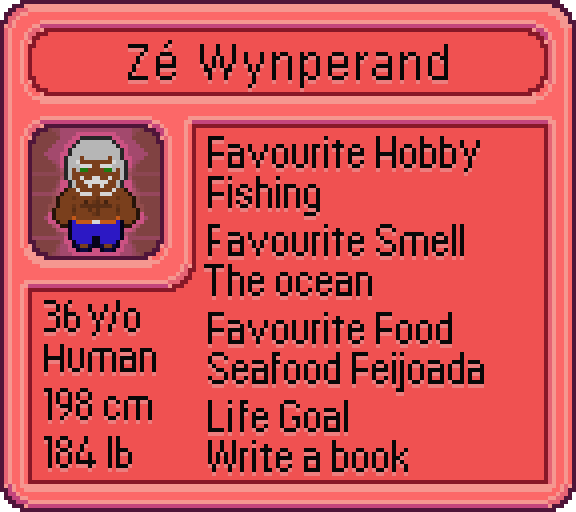 Zé Wynperand
Favourite Hobby
Fishing
Favourite Smell
The ocean
Favourite Food
Seafood Feijoada
Life Goal
Write a book
36 y/o
Human
198 cm
184 lb